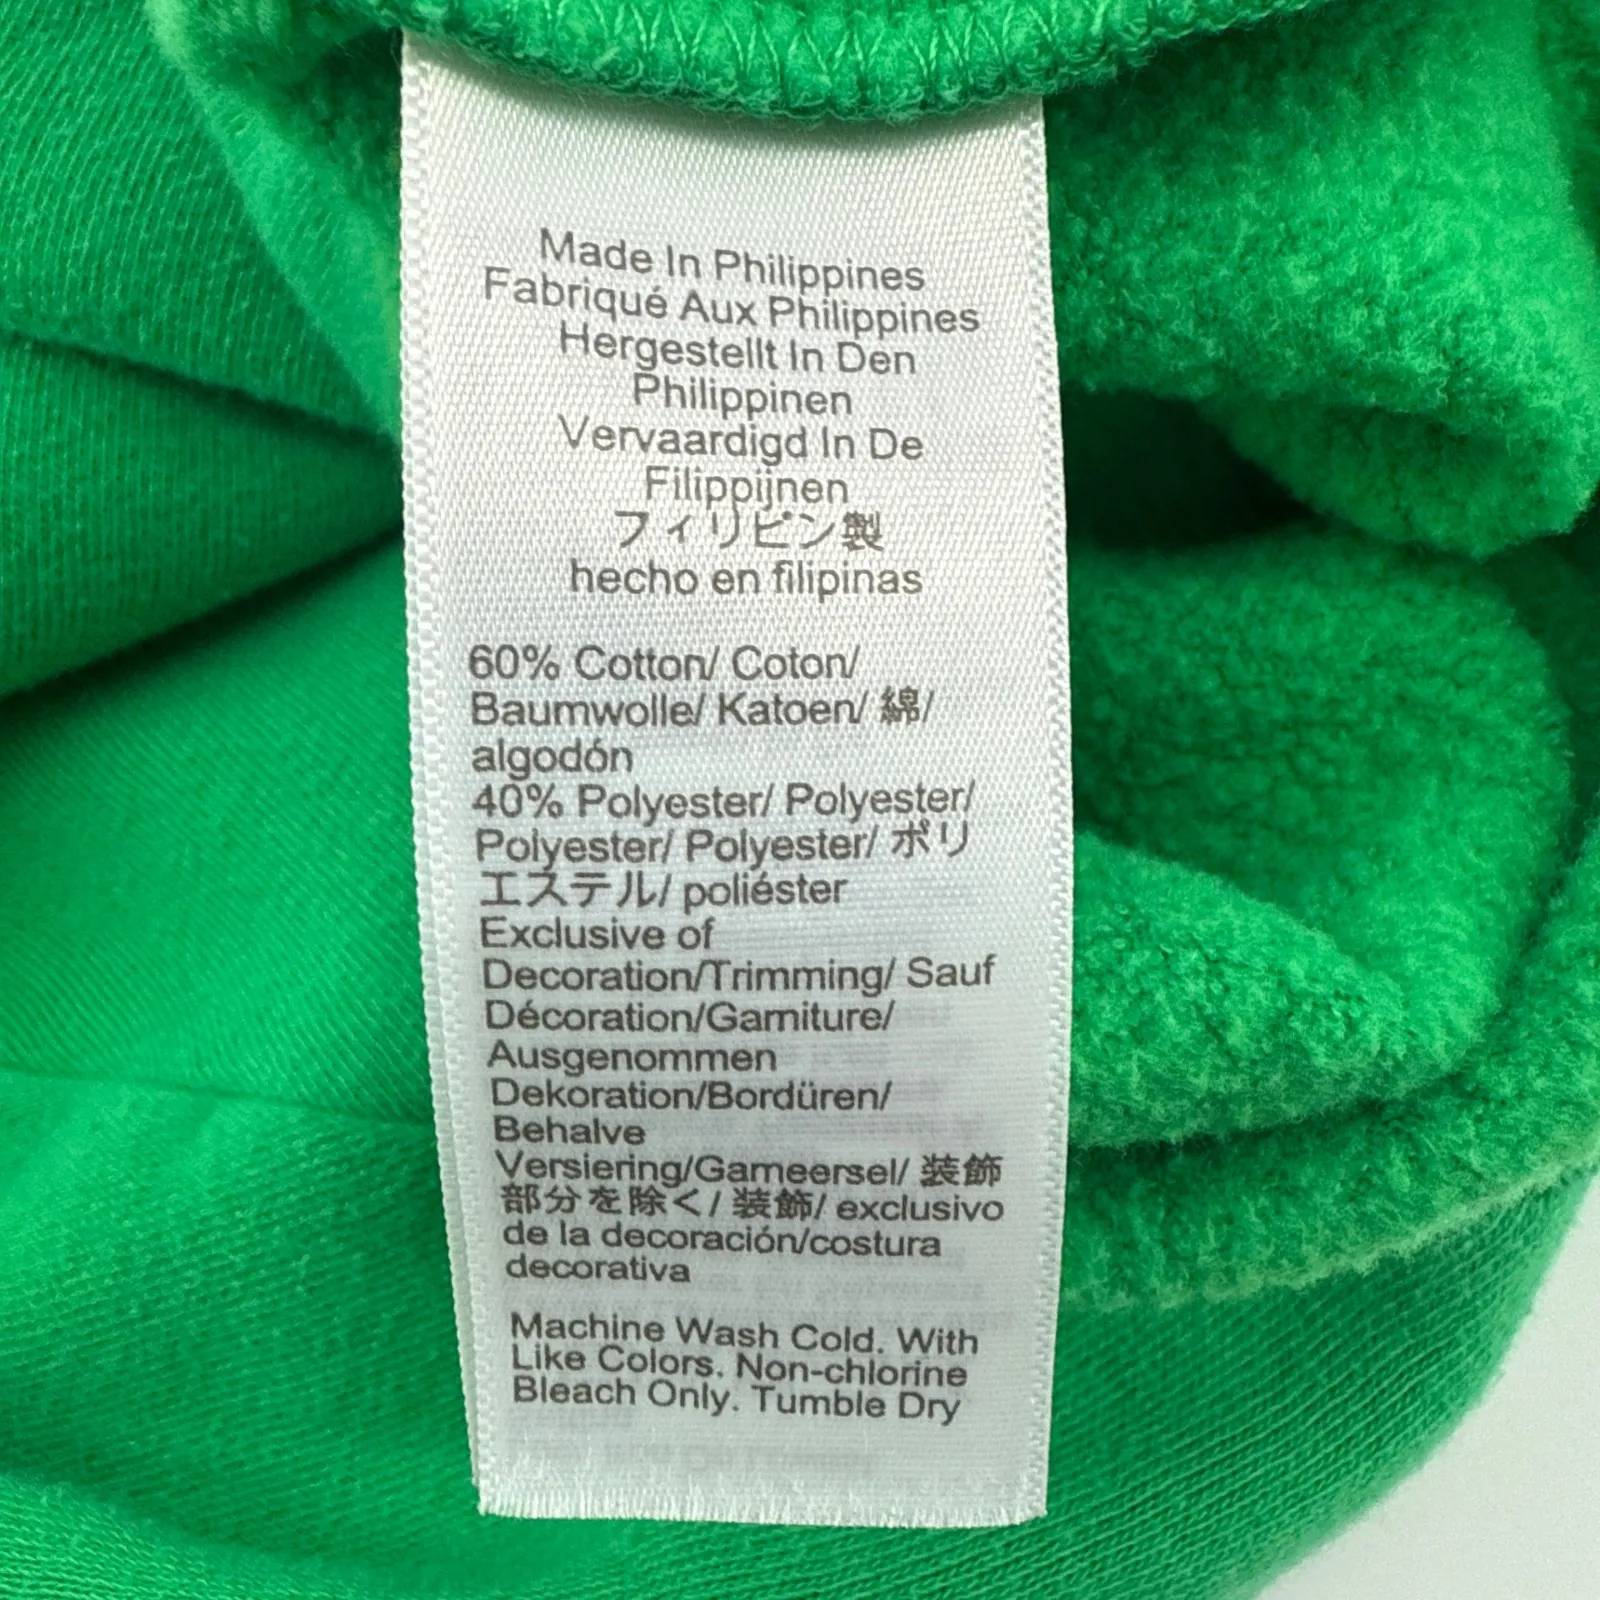 Made In Philippines
Fabriqué Aux Philippines
Hergestellt In Den
Philippinen
Vervaardigd In De
Filippijnen
フィリピン製
hecho en filipinas
60% Cotton/ Coton/
Baumwolle/ Katoen/ 綿/
algodón
40% Polyester/ Polyester/
Polyester/ Polyester/ ポリ
エステル/ poliéster
Exclusive of
Decoration/Trimming/ Sauf
Décoration/Garniture/
Ausgenommen
Dekoration/Bordüren/
Behalve
Versiering/Garneersel/ 装飾
部分を除く/ 装飾/ exclusivo
de la decoración/costura
decorativa
Machine Wash Cold. With
Like Colors. Non-chlorine
Bleach Only. Tumble Dry